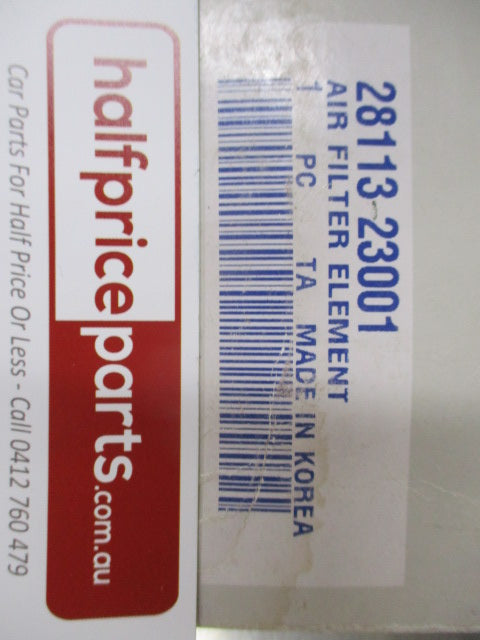 28113-23001
AIR FILTER ELEMENT
1 PC TA MADE IN KOREA
halfpriceparts.com.au
Car Parts For Half Price Or Less - Call 0412 760 479